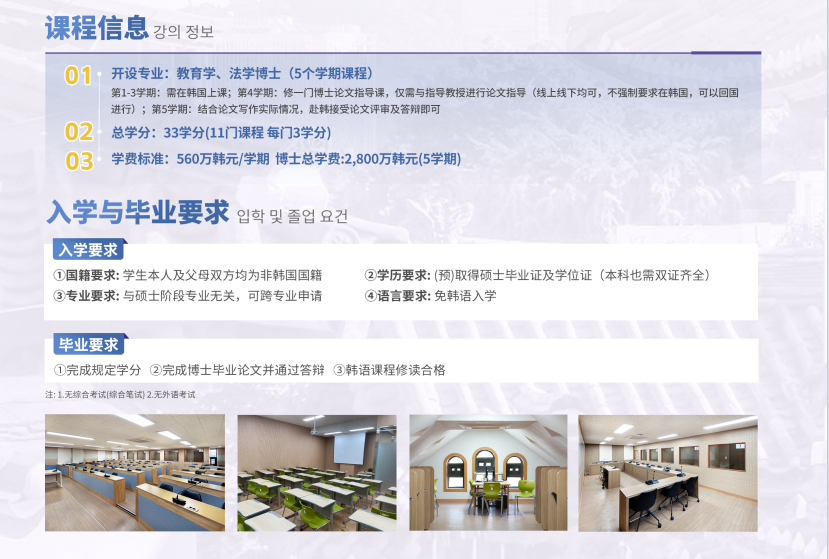 课程信息 강의 정보
01 开设专业：教育学、法学博士（5个学期课程）
第1-3学期：需在韩国上课；第4学期：修一门博士论文指导课，仅需与指导教授进行论文指导（线上线下均可，不强制要求在韩国，可以回国
进行）；第5学期：结合论文写作实际情况，赴韩接受论文评审及答辩即可
02 总学分：33学分(11门课程 每门3学分)
03 学费标准：560万韩元/学期 博士总学费:2,800万韩元(5学期)
入学与毕业要求 입학 및 졸업 요건
入学要求
①国籍要求: 学生本人及父母双方均为非韩国国籍 ②学历要求: (预)取得硕士毕业证及学位证（本科也需双证齐全）
③专业要求: 与硕士阶段专业无关，可跨专业申请 ④语言要求: 免韩语入学
毕业要求
①完成规定学分 ②完成博士毕业论文并通过答辩 ③韩语课程修读合格
注: 1.无综合考试(综合笔试) 2.无外语考试